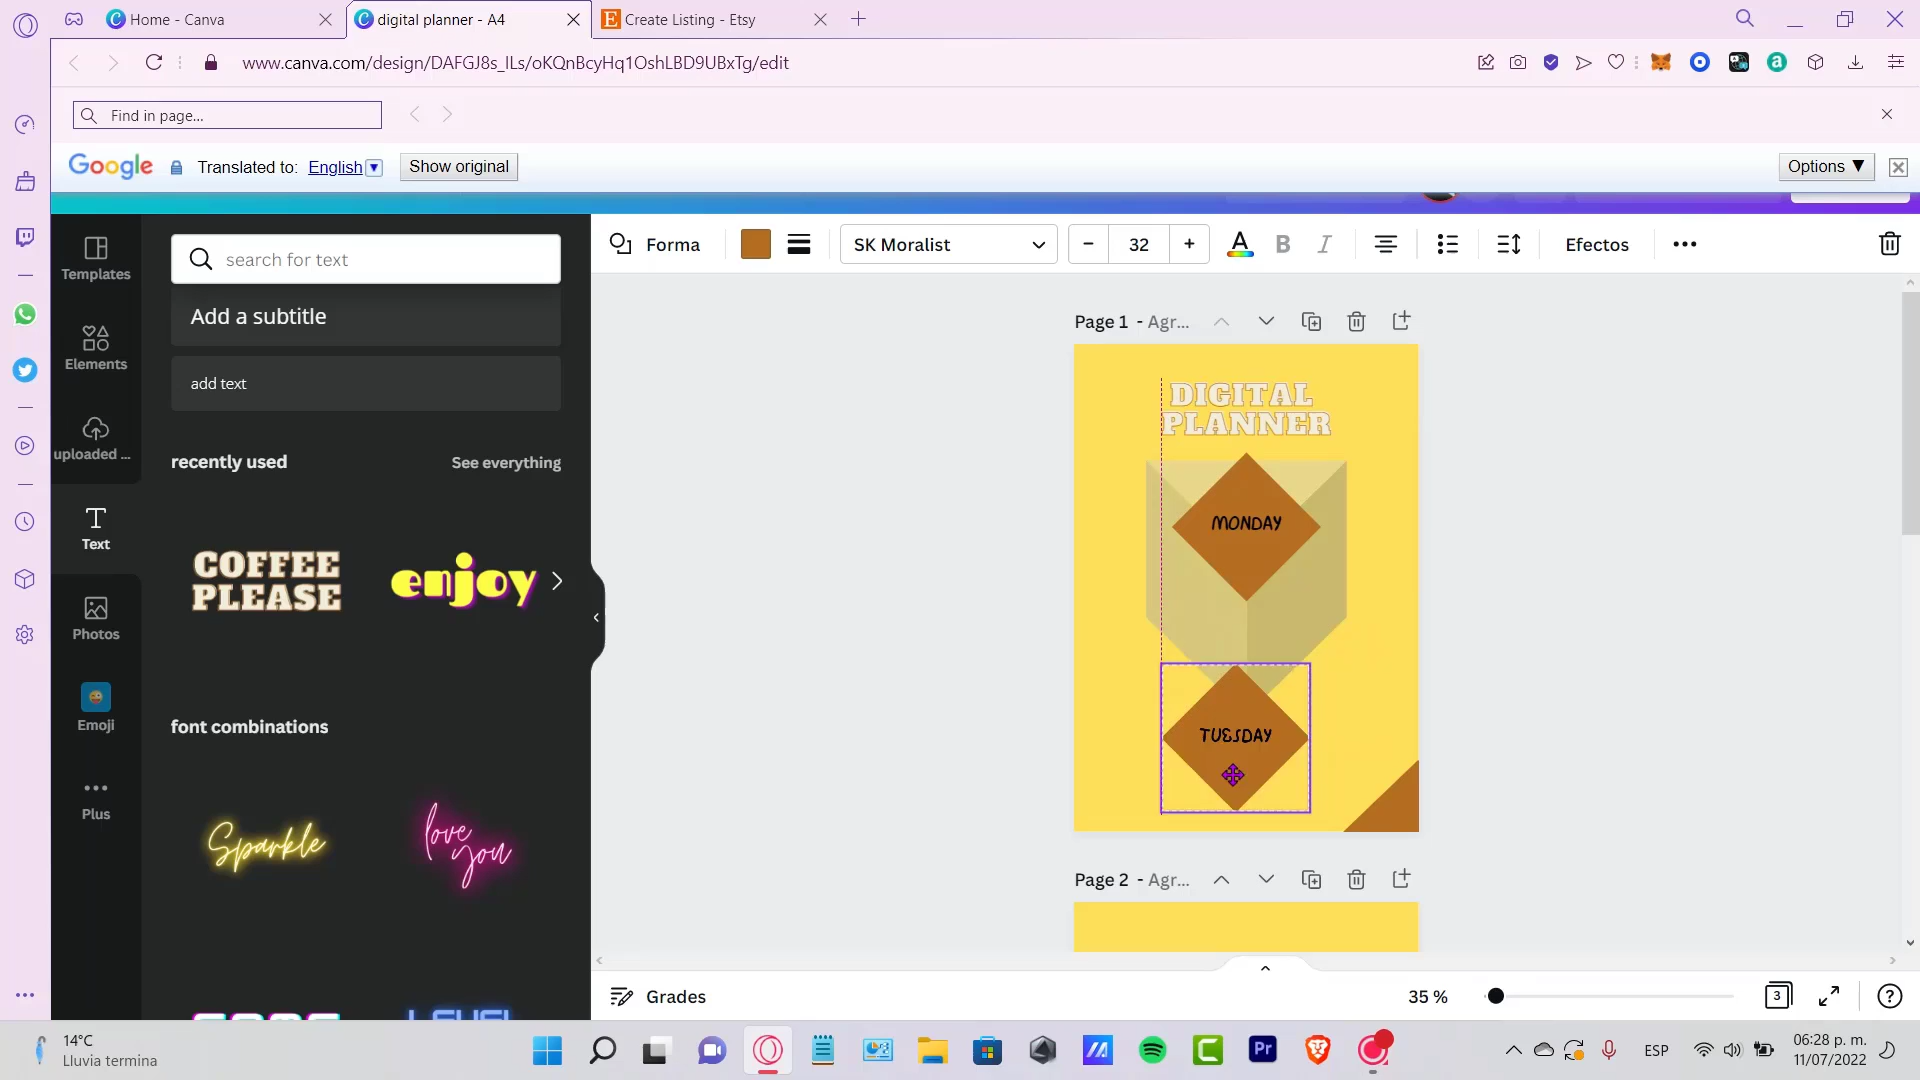 Home - Canva
digital planner - A4
Create Listing - Etsy
www.canva.com/design/DAFGJ8s_ILs/oKQnBcyHq1OshLBD9UBxTg/edit
Find in page...
Google Translated to: English Show original
Options ▼
Templates
Elements
uploaded ...
Text
Photos
Emoji
Plus
search for text
Add a subtitle
add text
recently used
See everything
COFFEE
PLEASE
enjoy
font combinations
Sparkle
love
you
Forma
SK Moralist
32
A
B
I
Efectos
Page 1 - Agr...
DIGITAL
PLANNER
MONDAY
TUESDAY
Page 2 - Agr...
Grades
35 %
3
14°C
Lluvia termina
Pr
ESP
06:28 p. m.
11/07/2022